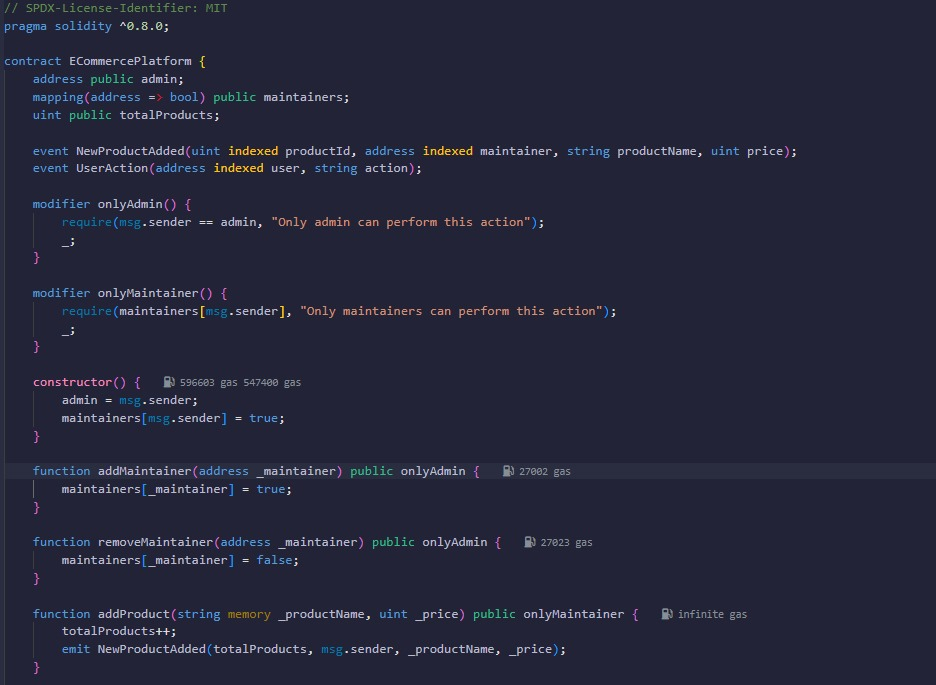 // SPDX-License-Identifier: MIT
pragma solidity ^0.8.0;
contract ECommercePlatform {
address public admin;
mapping(address => bool) public maintainers;
uint public totalProducts;
event NewProductAdded(uint indexed productId, address indexed maintainer, string productName, uint price);
event UserAction(address indexed user, string action);
modifier onlyAdmin() {
require(msg.sender == admin, "Only admin can perform this action");
_;
}
modifier onlyMaintainer() {
require(maintainers[msg.sender], "Only maintainers can perform this action");
_;
}
constructor() { 596603 gas 547400 gas
admin = msg.sender;
maintainers[msg.sender] = true;
}
function addMaintainer(address _maintainer) public onlyAdmin { 27002 gas
maintainers[_maintainer] = true;
}
function removeMaintainer(address _maintainer) public onlyAdmin { 27023 gas
maintainers[_maintainer] = false;
}
function addProduct(string memory _productName, uint _price) public onlyMaintainer { infinite gas
totalProducts++;
emit NewProductAdded(totalProducts, msg.sender, _productName, _price);
}